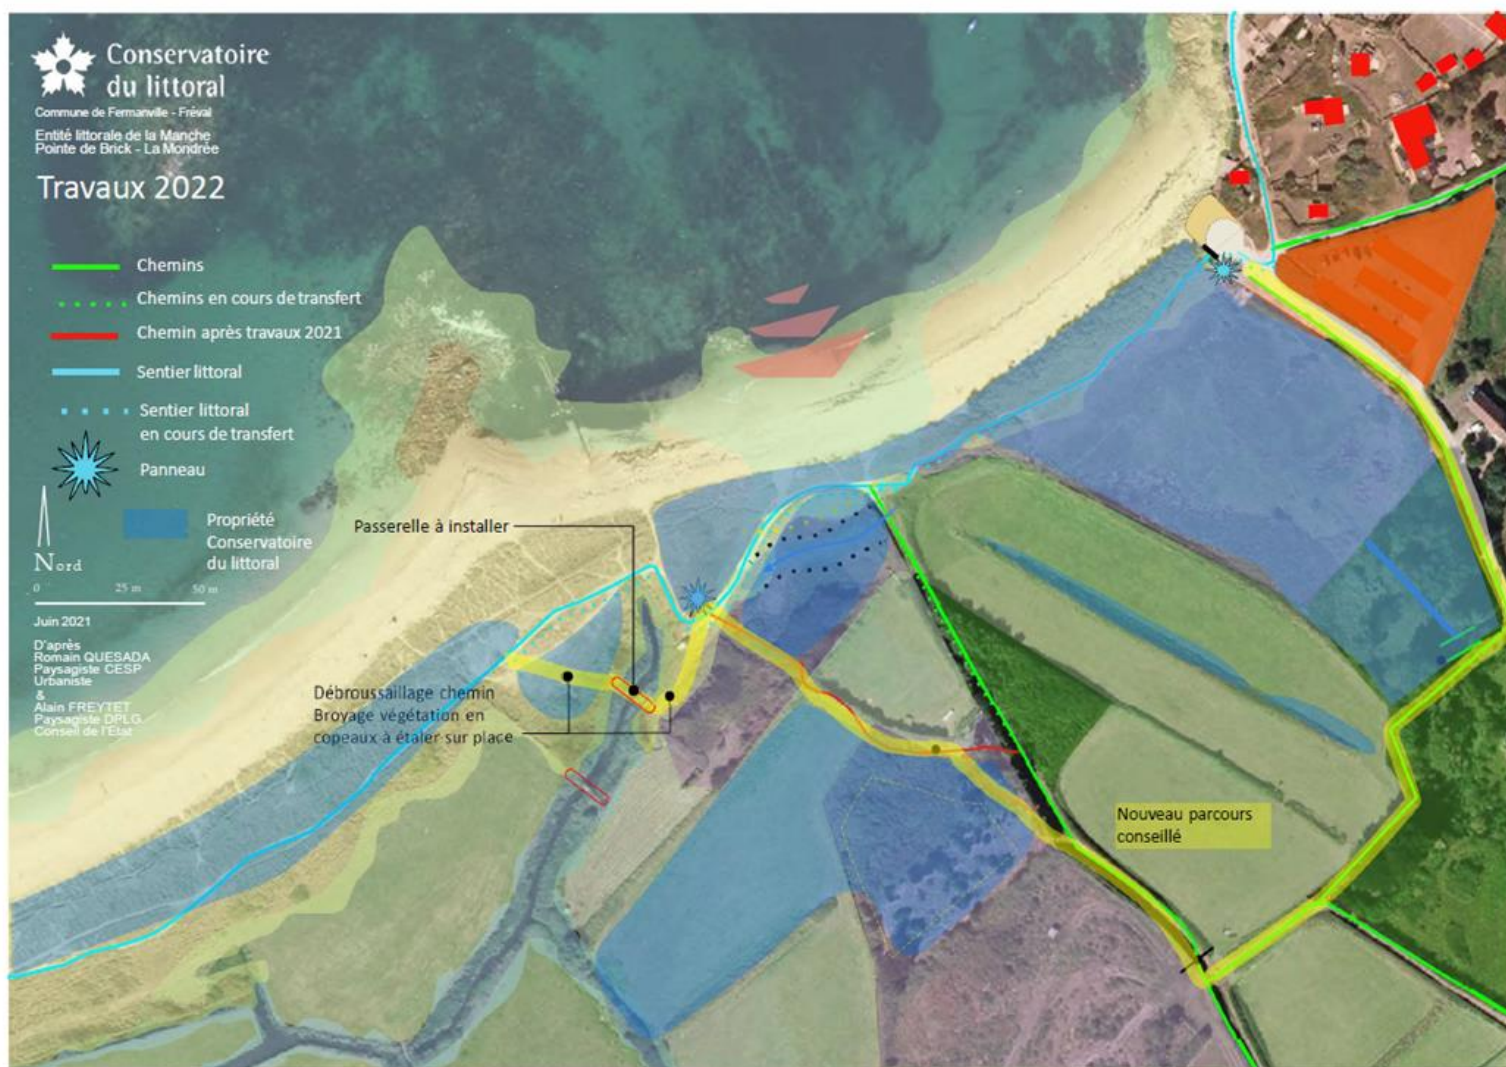 Conservatoire
du littoral
Commune de Fermanville - Fréval
Entité littorale de la Manche
Pointe de Brick - La Mondrée
Travaux 2022
Chemins
Chemins en cours de transfert
Chemin après travaux 2021
Sentier littoral
Sentier littoral
en cours de transfert
Panneau
Propriété
Conservatoire
du littoral
Nord
0 25 m 50 m
Juin 2021
D'après
Romain QUESADA
Paysagiste CESP
Urbaniste
&
Alain FREYTET
Paysagiste DPLG
Conseil de l'Etat
Passerelle à installer
Débroussaillage chemin
Broyage végétation en
copeaux à étaler sur place
Nouveau parcours
conseillé